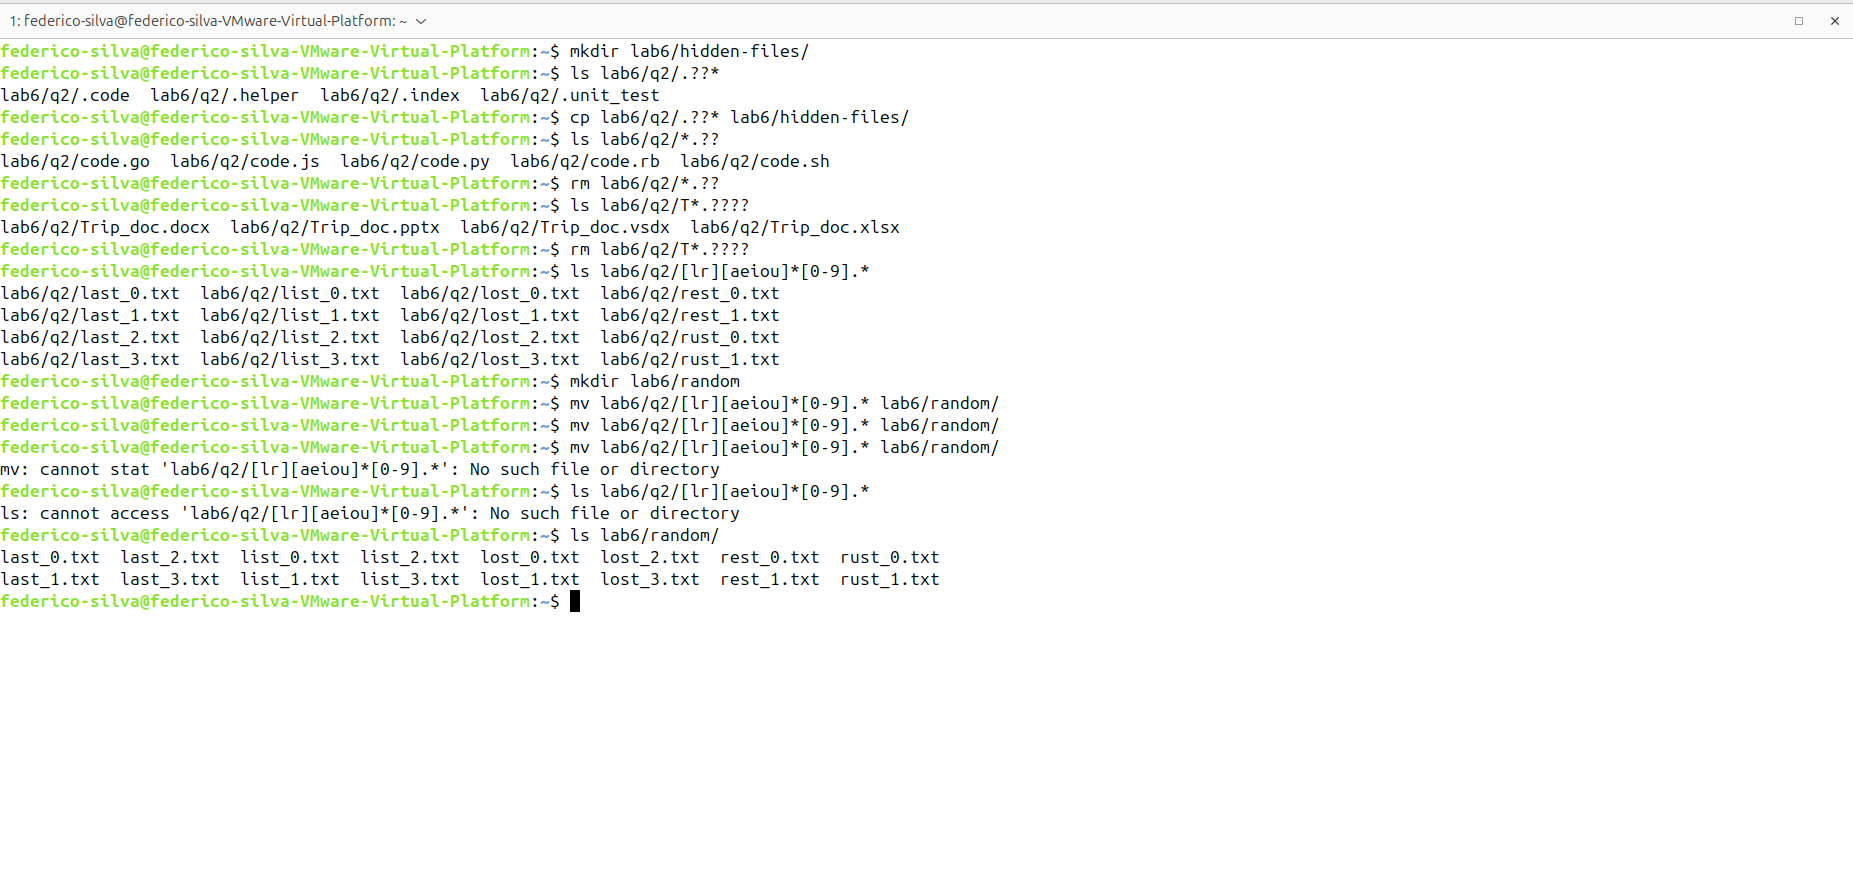 1: federico-silva@federico-silva-VMware-Virtual-Platform: ~
federico-silva@federico-silva-VMware-Virtual-Platform:~$ mkdir lab6/hidden-files/
federico-silva@federico-silva-VMware-Virtual-Platform:~$ ls lab6/q2/.??*
lab6/q2/.code  lab6/q2/.helper  lab6/q2/.index  lab6/q2/.unit_test
federico-silva@federico-silva-VMware-Virtual-Platform:~$ cp lab6/q2/.??* lab6/hidden-files/
federico-silva@federico-silva-VMware-Virtual-Platform:~$ ls lab6/q2/*.??
lab6/q2/code.go  lab6/q2/code.js  lab6/q2/code.py  lab6/q2/code.rb  lab6/q2/code.sh
federico-silva@federico-silva-VMware-Virtual-Platform:~$ rm lab6/q2/*.??
federico-silva@federico-silva-VMware-Virtual-Platform:~$ ls lab6/q2/T*.????
lab6/q2/Trip_doc.docx  lab6/q2/Trip_doc.pptx  lab6/q2/Trip_doc.vsdx  lab6/q2/Trip_doc.xlsx
federico-silva@federico-silva-VMware-Virtual-Platform:~$ rm lab6/q2/T*.????
federico-silva@federico-silva-VMware-Virtual-Platform:~$ ls lab6/q2/[lr][aeiou]*[0-9].*
lab6/q2/last_0.txt  lab6/q2/list_0.txt  lab6/q2/lost_0.txt  lab6/q2/rest_0.txt
lab6/q2/last_1.txt  lab6/q2/list_1.txt  lab6/q2/lost_1.txt  lab6/q2/rest_1.txt
lab6/q2/last_2.txt  lab6/q2/list_2.txt  lab6/q2/lost_2.txt  lab6/q2/rust_0.txt
lab6/q2/last_3.txt  lab6/q2/list_3.txt  lab6/q2/lost_3.txt  lab6/q2/rust_1.txt
federico-silva@federico-silva-VMware-Virtual-Platform:~$ mkdir lab6/random
federico-silva@federico-silva-VMware-Virtual-Platform:~$ mv lab6/q2/[lr][aeiou]*[0-9].* lab6/random/
federico-silva@federico-silva-VMware-Virtual-Platform:~$ mv lab6/q2/[lr][aeiou]*[0-9].* lab6/random/
federico-silva@federico-silva-VMware-Virtual-Platform:~$ mv lab6/q2/[lr][aeiou]*[0-9].* lab6/random/
mv: cannot stat 'lab6/q2/[lr][aeiou]*[0-9].*': No such file or directory
federico-silva@federico-silva-VMware-Virtual-Platform:~$ ls lab6/q2/[lr][aeiou]*[0-9].*
ls: cannot access 'lab6/q2/[lr][aeiou]*[0-9].*': No such file or directory
federico-silva@federico-silva-VMware-Virtual-Platform:~$ ls lab6/random/
last_0.txt  last_2.txt  list_0.txt  list_2.txt  lost_0.txt  lost_2.txt  rest_0.txt  rust_0.txt
last_1.txt  last_3.txt  list_1.txt  list_3.txt  lost_1.txt  lost_3.txt  rest_1.txt  rust_1.txt
federico-silva@federico-silva-VMware-Virtual-Platform:~$